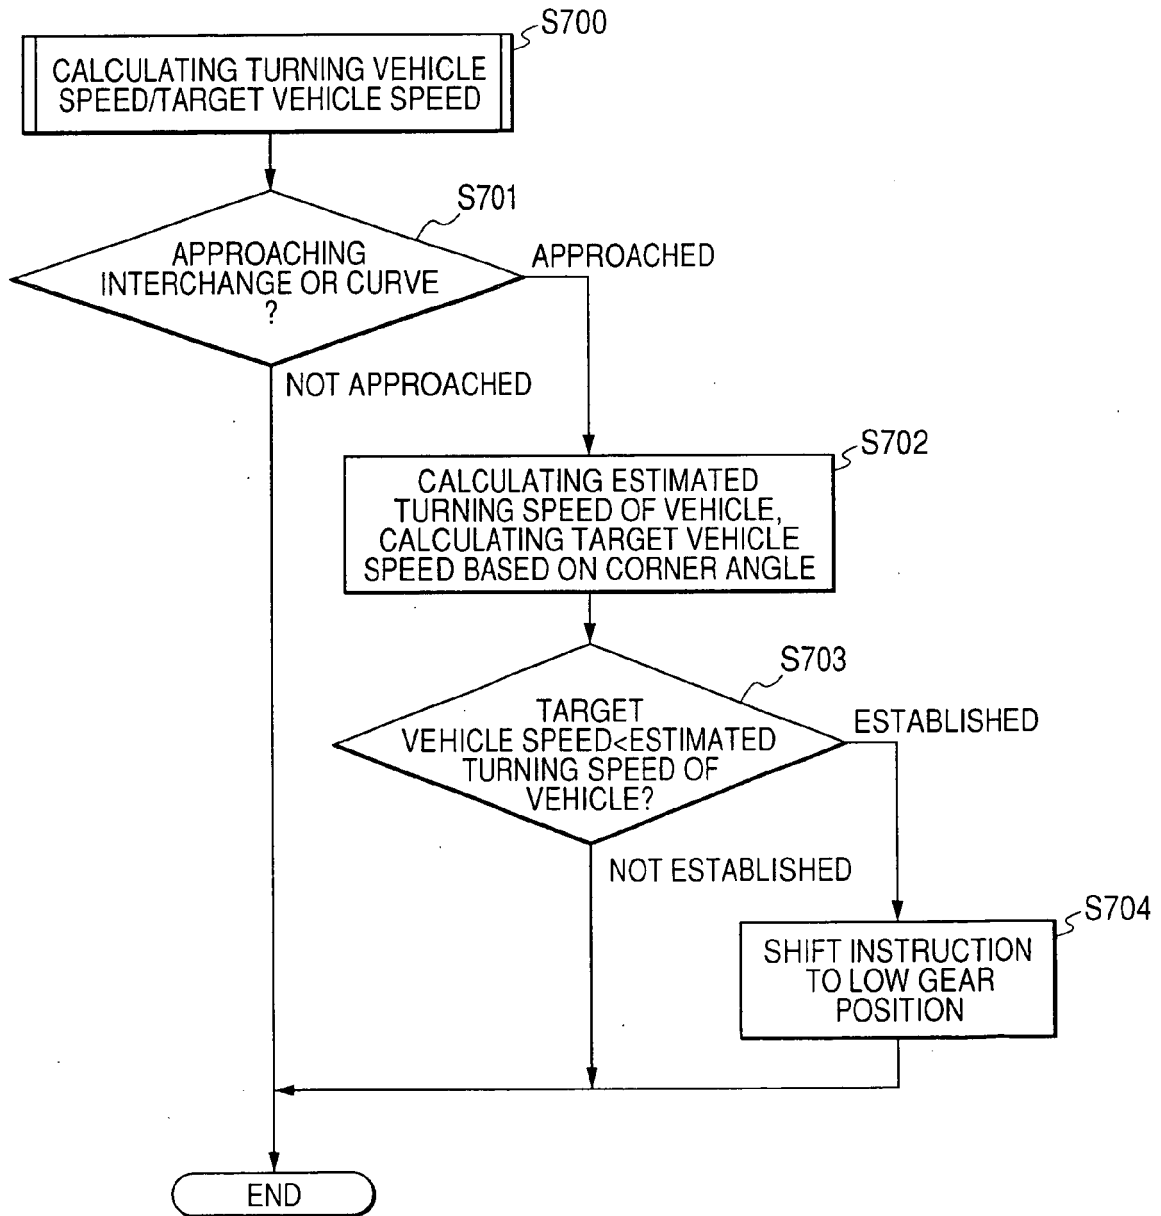 S700
CALCULATING TURNING VEHICLE
SPEED/TARGET VEHICLE SPEED
S701
APPROACHING
INTERCHANGE OR CURVE
?
APPROACHED
NOT APPROACHED
S702
CALCULATING ESTIMATED
TURNING SPEED OF VEHICLE,
CALCULATING TARGET VEHICLE
SPEED BASED ON CORNER ANGLE
S703
TARGET
VEHICLE SPEED<ESTIMATED
TURNING SPEED OF
VEHICLE?
ESTABLISHED
NOT ESTABLISHED
S704
SHIFT INSTRUCTION
TO LOW GEAR
POSITION
END